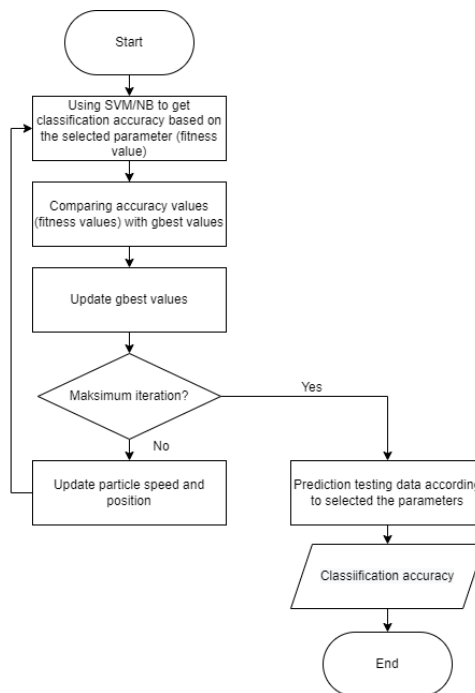 Start
Using SVM/NB to get
classification accuracy based on
the selected parameter (fitness
value)
Comparing accuracy values
(fitness values) with gbest values
Update gbest values
Maksimum iteration?
Yes
No
Update particle speed and
position
Prediction testing data according
to selected the parameters
Classiification accuracy
End